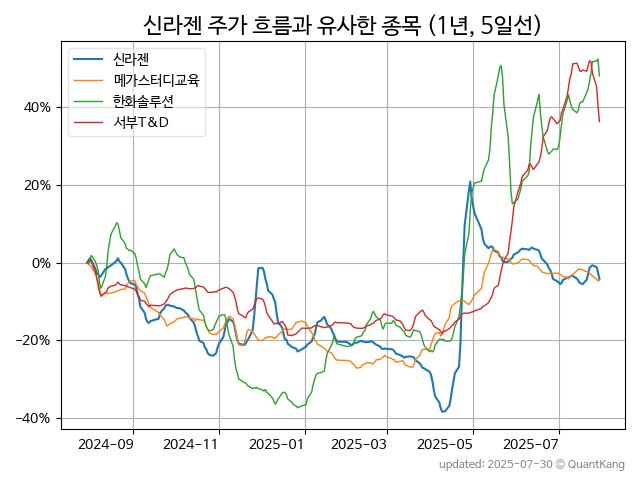 신라젠 주가 흐름과 유사한 종목 (1년, 5일선)
신라젠
메가스터디교육
한화솔루션
서부T&D
40%
20%
0%
−20%
−40%
2024-09 2024-11 2025-01 2025-03 2025-05 2025-07
updated: 2025-07-30 © QuantKang